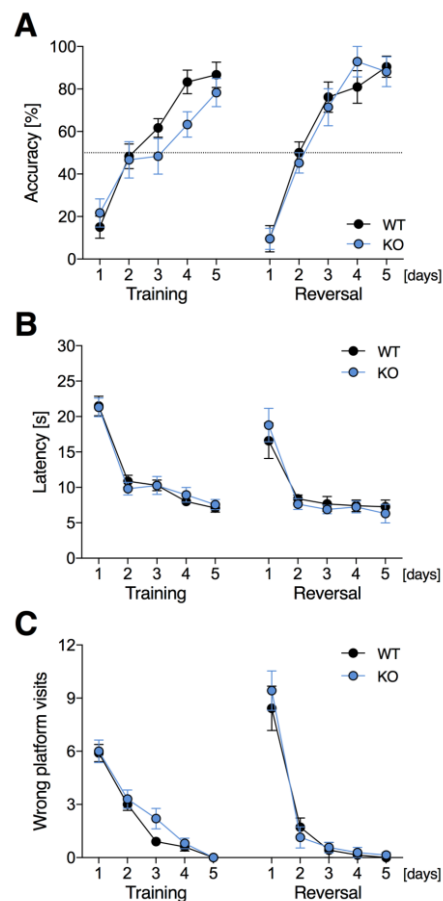 A
Accuracy [%]
100
80
60
40
20
0
WT
KO
1 2 3 4 5 1 2 3 4 5 [days]
Training Reversal
B
Latency [s]
30
25
20
15
10
5
0
WT
KO
1 2 3 4 5 1 2 3 4 5 [days]
Training Reversal
C
Wrong platform visits
12
9
6
3
0
WT
KO
1 2 3 4 5 1 2 3 4 5 [days]
Training Reversal